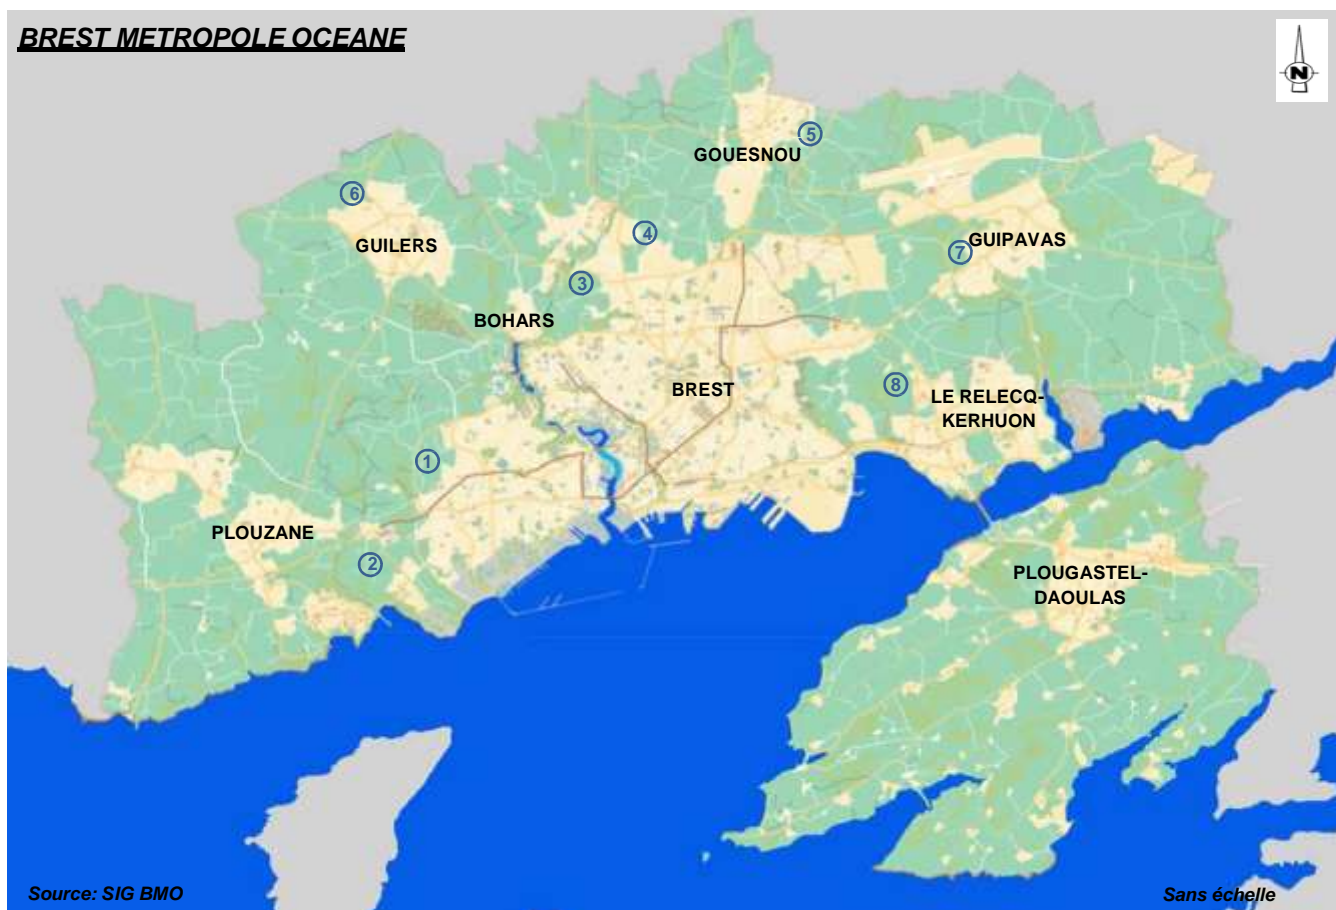 BREST METROPOLE OCEANE
N
5
GOUESNOU
6
4
GUILERS
GUIPAVAS
7
3
BOHARS
8
BREST
LE RELECQ-
KERHUON
1
PLOUZANE
2
PLOUGASTEL-
DAOULAS
Source: SIG BMO
Sans échelle